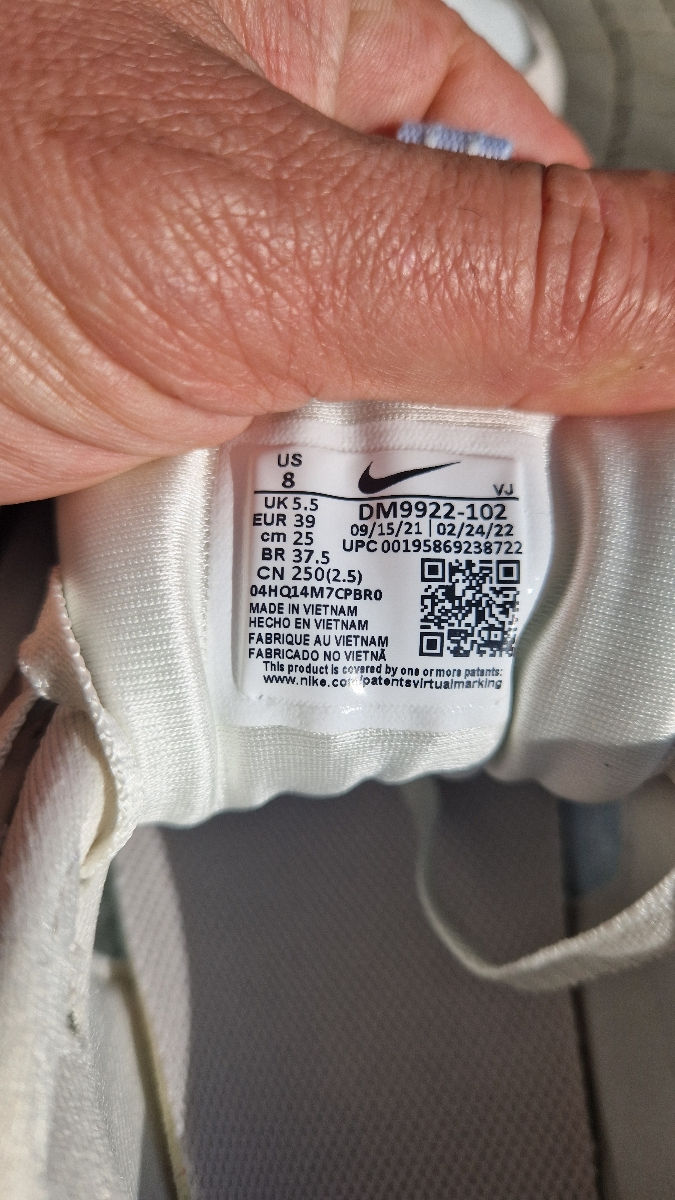 US
8
VJ
UK 5.5
EUR 39
cm 25
BR 37.5
CN 250(2.5)
DM9922-102
09/15/21 | 02/24/22
UPC 00195869238722
04HQ14M7CPBR0
MADE IN VIETNAM
HECHO EN VIETNAM
FABRIQUE AU VIETNAM
FABRICADO NO VIETNÃ
This product is covered by one or more patents:
www.nike.com/patentsvirtualmarking